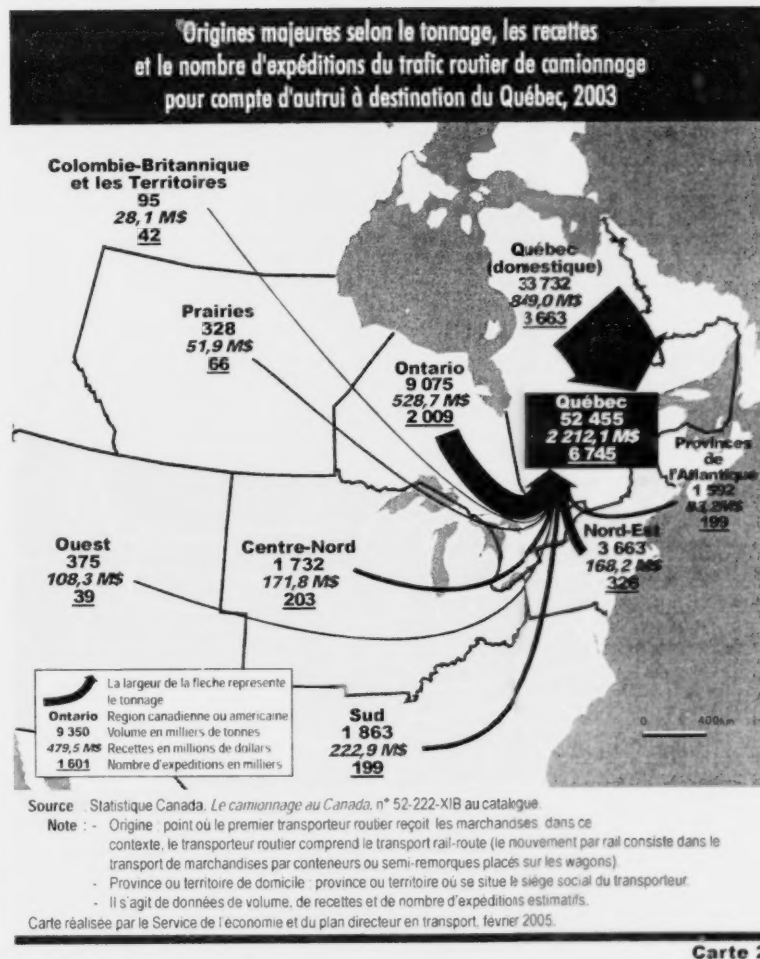 Origines majeures selon le tonnage, les recettes
et le nombre d'expéditions du trafic routier de camionnage
pour compte d'autrui à destination du Québec, 2003
Colombie-Britannique
et les Territoires
95
28,1 M$
42
Québec
(domestique)
33 732
849,0 M$
3 663
Prairies
328
51,9 M$
66
Ontario
9 075
528,7 M$
2 009
Québec
52 455
2 212,1 M$
6 745
Provinces
de
l'Atlantique
1 592
M$
199
Ouest
375
108,3 M$
39
Centre-Nord
1 732
171,8 M$
203
Nord-Est
3 663
168,2 M$
326
Sud
1 863
222,9 M$
199
La largeur de la fleche represente
le tonnage
Ontario Region canadienne ou americaine
9 350 Volume en milliers de tonnes
479,5 M$ Recettes en millions de dollars
1 601 Nombre d'expeditions en milliers
0 400km
Source : Statistique Canada. Le camionnage au Canada, n° 52-222-XIB au catalogue.
Note : - Origine : point où le premier transporteur routier reçoit les marchandises, dans ce
contexte, le transporteur routier comprend le transport rail-route (le nouvement par rail consiste dans le
transport de marchandises par conteneurs ou semi-remorques placés sur les wagons)
- Province ou territoire de domicile : province ou territoire où se situe le siège social du transporteur.
- Il s'agit de données de volume, de recettes et de nombre d'expéditions estimatifs.
Carte réalisée par le Service de l'économie et du plan directeur en transport, février 2005.
Carte 2